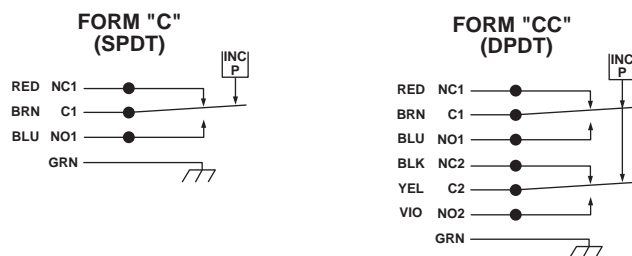 FORM "C"
(SPDT)
INC
P
RED NC1
BRN C1
BLU NO1
GRN
FORM "CC"
(DPDT)
INC
P
RED NC1
BRN C1
BLU NO1
BLK NC2
YEL C2
VIO NO2
GRN